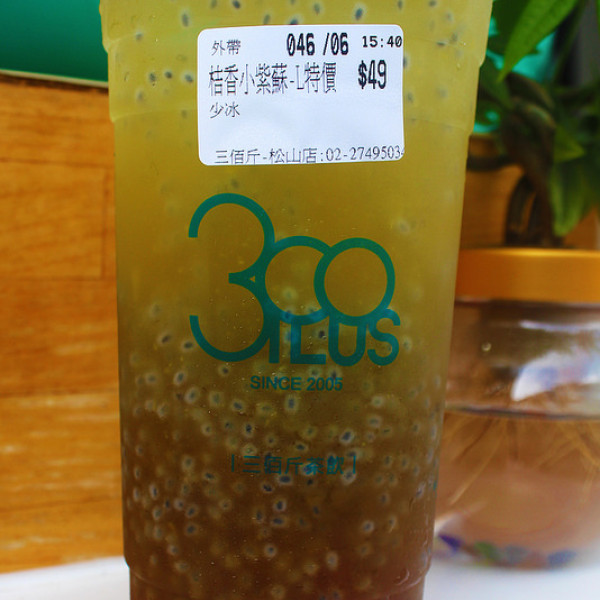 外帶 046 /06 15:40
桔香小紫蘇-L特價 $49
少冰
三佰斤-松山店:02-2749503
300
SINCE 2005
[三佰斤茶飲]